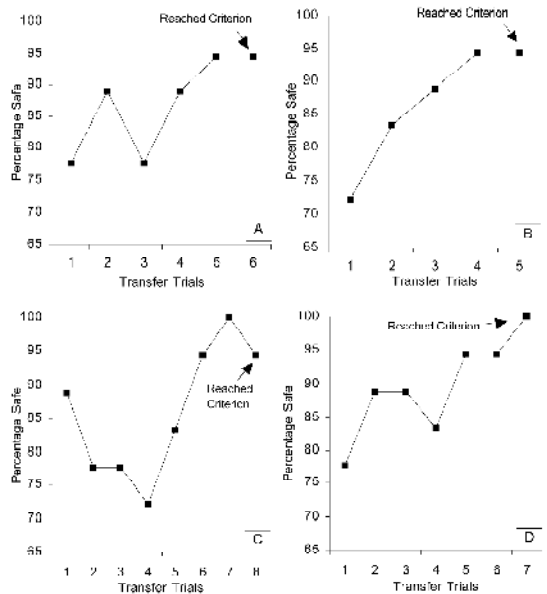 Reached Criterion
100
95
90
85
80
75
70
65
Percentage Safe
1 2 3 4 5 6
Transfer Trials
A
Reached Criterion
100
95
90
85
80
75
70
65
Percentage Safe
1 2 3 4 5
Transfer Trials
B
100
95
90
85
80
75
70
65
Percentage Safe
Reached
Criterion
1 2 3 4 5 6 7 8
Transfer Trials
C
Reached Criterion
100
95
90
85
80
75
70
65
Percentage Safe
1 2 3 4 5 6 7
Transfer Trials
D